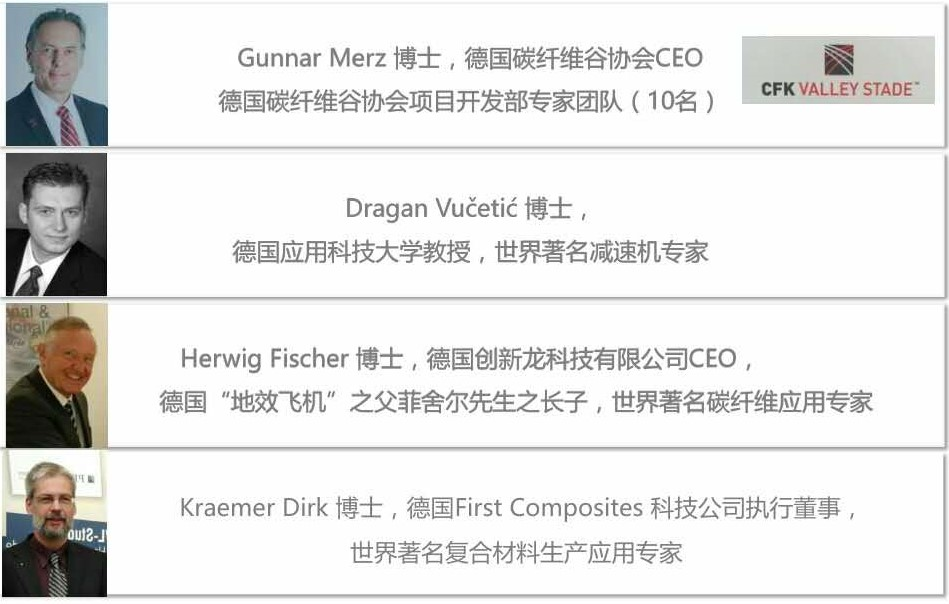 Gunnar Merz 博士，德国碳纤维谷协会CEO
德国碳纤维谷协会项目开发部专家团队（10名）
CFK VALLEY STADE™
Dragan Vučetić 博士，
德国应用科技大学教授，世界著名减速机专家
Herwig Fischer 博士，德国创新龙科技有限公司CEO，
德国“地效飞机”之父菲舍尔先生之长子，世界著名碳纤维应用专家
Kraemer Dirk 博士，德国First Composites 科技公司执行董事，
世界著名复合材料生产应用专家